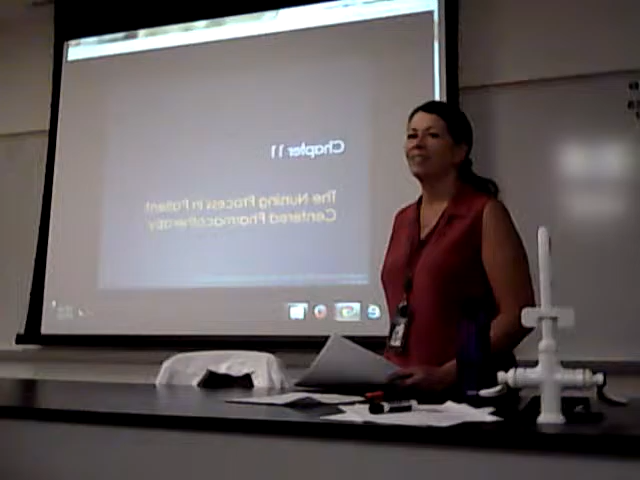 Chapter 11
The Nursing Process in Patient
Centered Pharmacotherapy